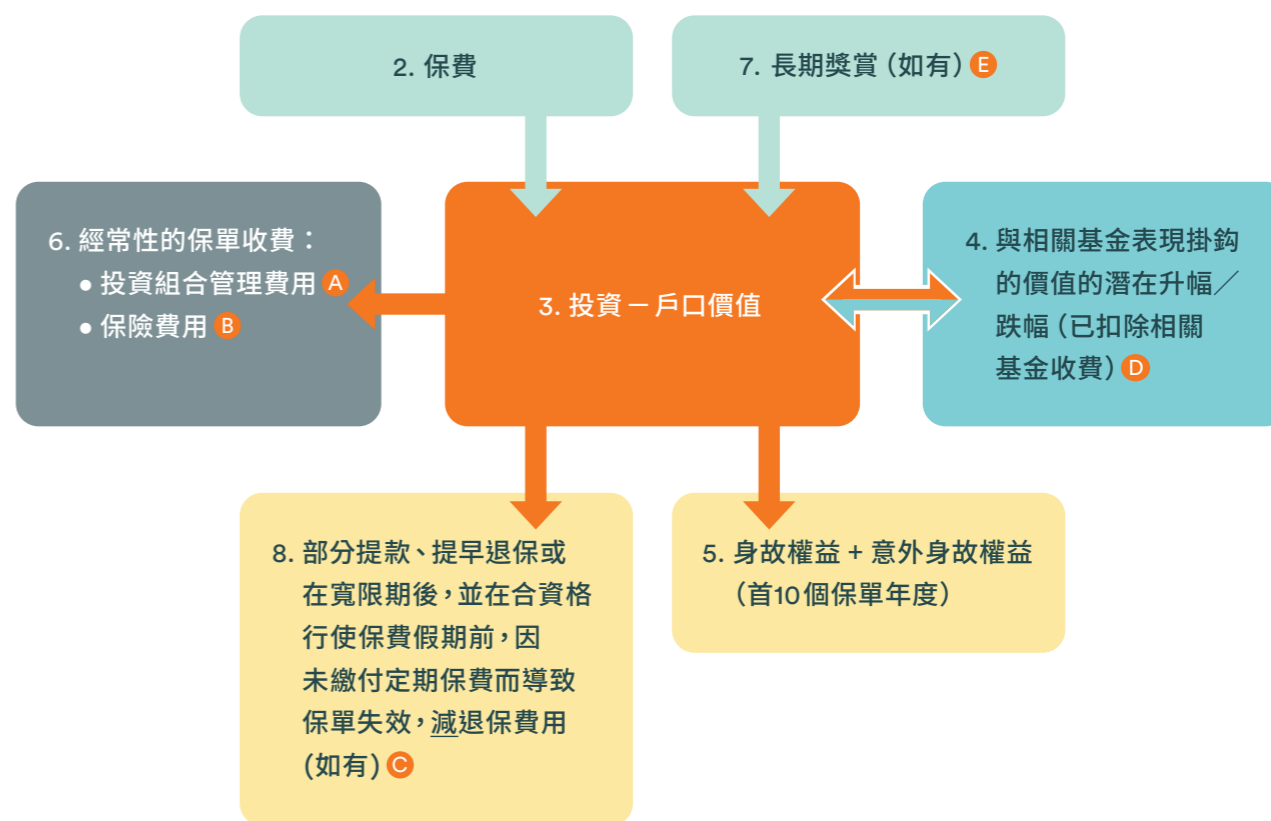 2. 保費
7. 長期獎賞（如有）E
6. 經常性的保單收費：
• 投資組合管理費用 A
• 保險費用 B
3. 投資－戶口價值
4. 與相關基金表現掛鈎
的價值的潛在升幅／
跌幅（已扣除相關
基金收費）D
8. 部分提款、提早退保或
在寬限期後，並在合資格
行使保費假期前，因
未繳付定期保費而導致
保單失效，減退保費用
(如有) C
5. 身故權益 + 意外身故權益
（首10個保單年度）